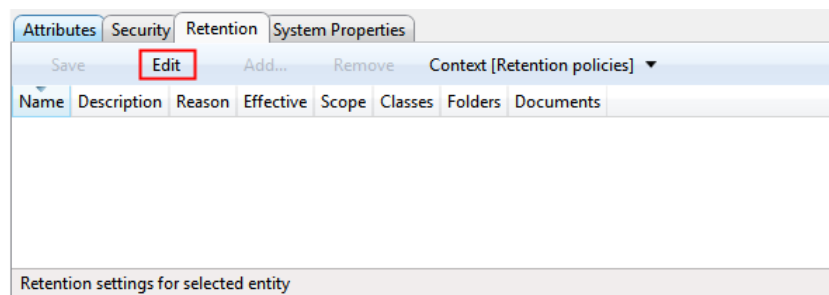 Attributes Security Retention System Properties
Save Edit Add... Remove Context [Retention policies]
Name Description Reason Effective Scope Classes Folders Documents
Retention settings for selected entity